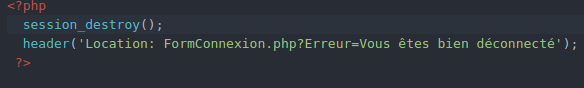 <?php
session_destroy();
header('Location: FormConnexion.php?Erreur=Vous êtes bien déconnecté');
?>